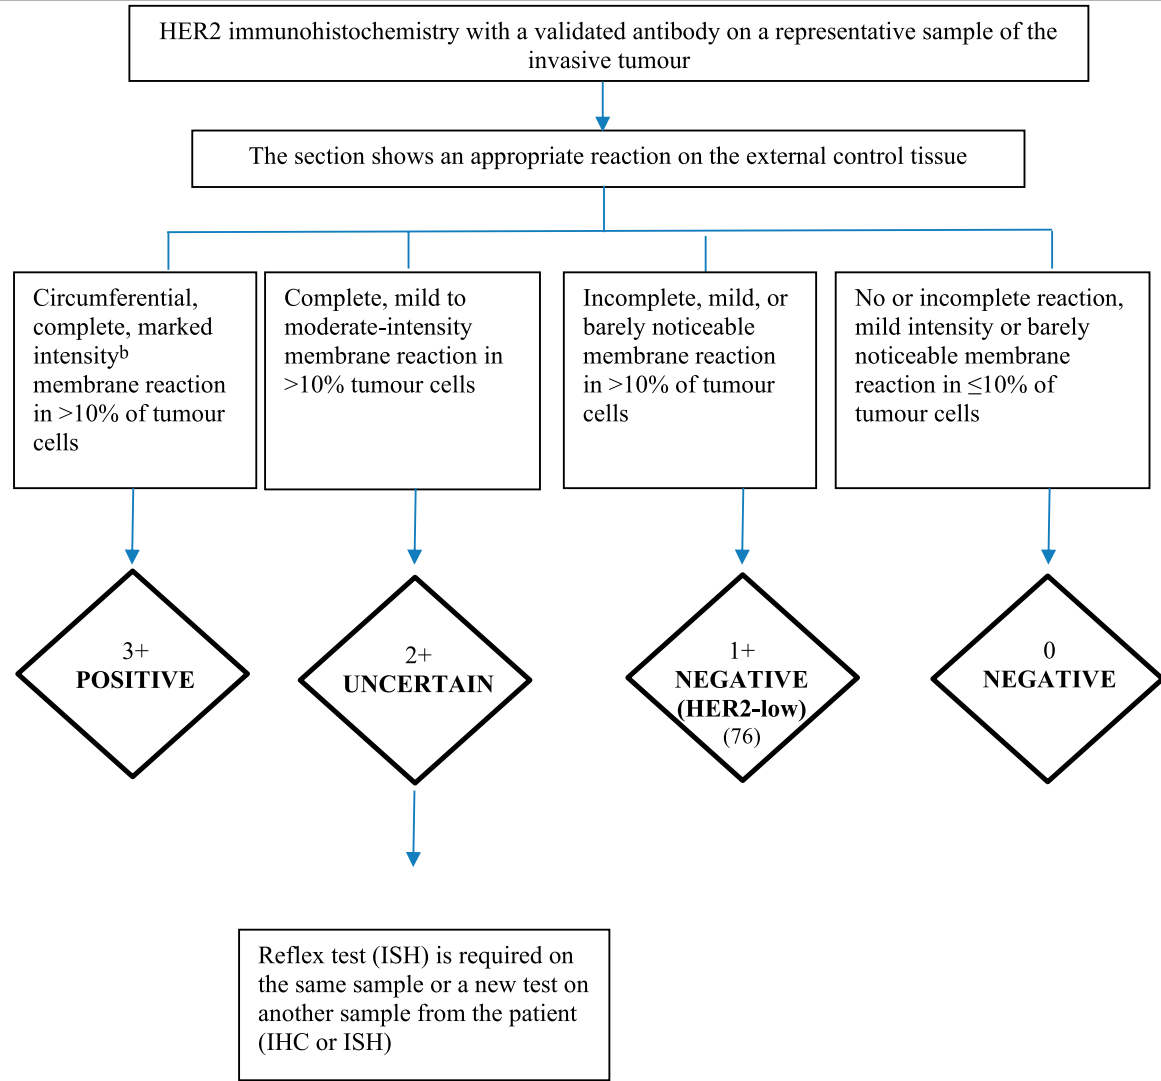 HER2 immunohistochemistry with a validated antibody on a representative sample of the
invasive tumour
The section shows an appropriate reaction on the external control tissue
Circumferential,
complete, marked
intensityᵇ
membrane reaction
in >10% of tumour
cells
Complete, mild to
moderate-intensity
membrane reaction in
>10% tumour cells
Incomplete, mild, or
barely noticeable
membrane reaction
in >10% of tumour
cells
No or incomplete reaction,
mild intensity or barely
noticeable membrane
reaction in ≤10% of
tumour cells
3+
POSITIVE
2+
UNCERTAIN
1+
NEGATIVE
(HER2-low)
(76)
0
NEGATIVE
Reflex test (ISH) is required on
the same sample or a new test on
another sample from the patient
(IHC or ISH)